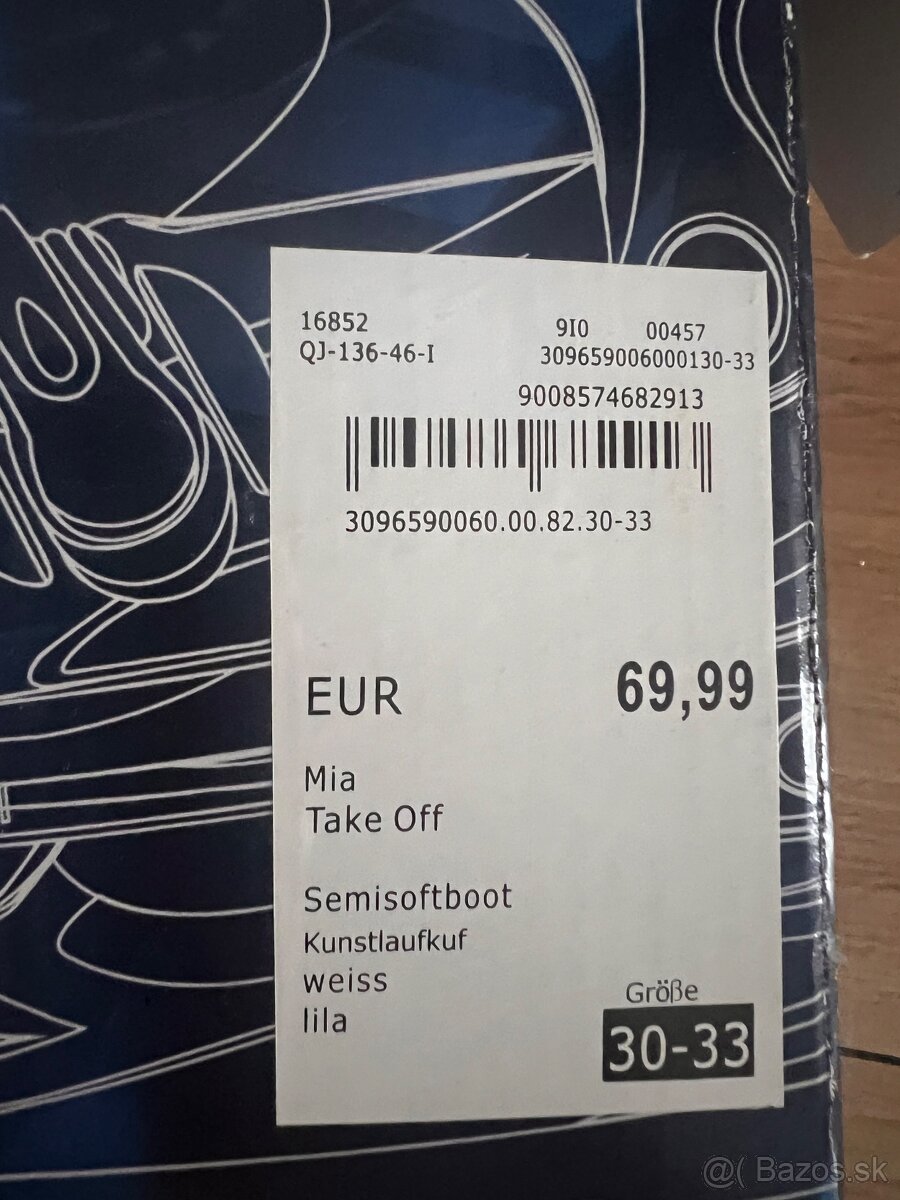 16852 9I0 00457
QJ-136-46-I 309659006000130-33
9008574682913
3096590060.00.82.30-33
EUR 69,99
Mia
Take Off
Semisoftboot
Kunstlaufkuf
weiss
lila
Größe
30-33
@( Bazos.sk